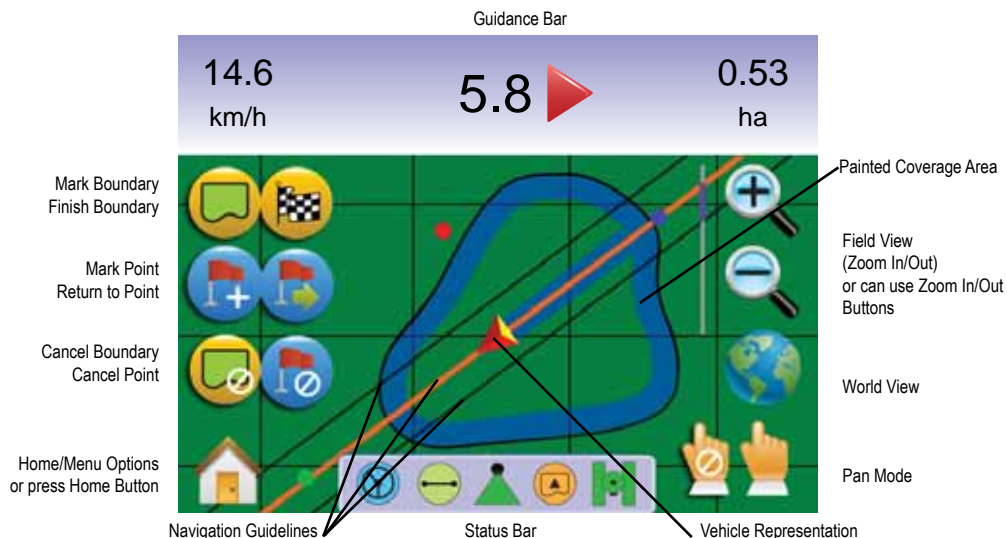 Guidance Bar
14.6
km/h
5.8
0.53
ha
Mark Boundary
Finish Boundary
Mark Point
Return to Point
Cancel Boundary
Cancel Point
Home/Menu Options
or press Home Button
Painted Coverage Area
Field View
(Zoom In/Out)
or can use Zoom In/Out
Buttons
World View
Pan Mode
Navigation Guidelines
Status Bar
Vehicle Representation